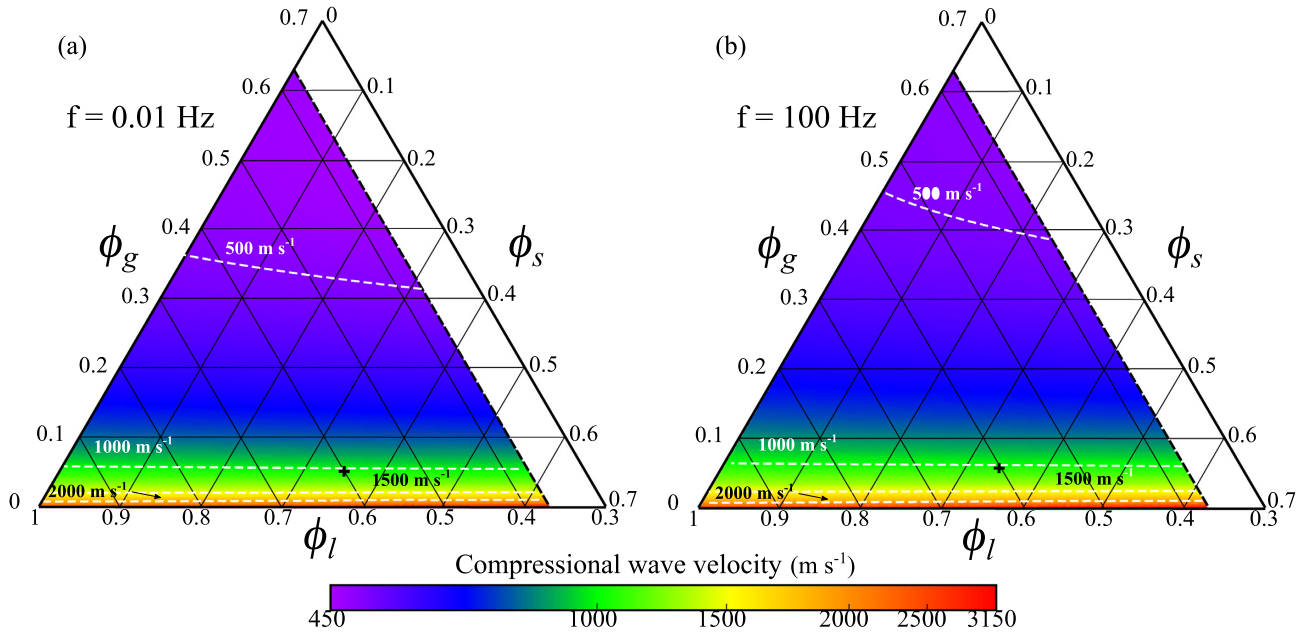 0.7 0 0.7 0
(a) (b)
0.6 0.1 0.6 0.1
f = 0.01 Hz f = 100 Hz
0.5 0.2 0.5 0.2
500 m s⁻¹
0.4 0.3 0.4 0.3
ϕg ϕs ϕg ϕs
500 m s⁻¹
0.3 0.4 0.3 0.4
0.2 0.5 0.2 0.5
0.1 0.6 0.1 0.6
1000 m s⁻¹ 1000 m s⁻¹
1500 m s⁻¹ 1500 m s⁻¹
2000 m s⁻¹ 2000 m s⁻¹
0 0.7 0 0.7
1 0.9 0.8 0.7 0.6 0.5 0.4 0.3 1 0.9 0.8 0.7 0.6 0.5 0.4 0.3
ϕl ϕl
Compressional wave velocity (m s⁻¹)
450 1000 1500 2000 2500 3150